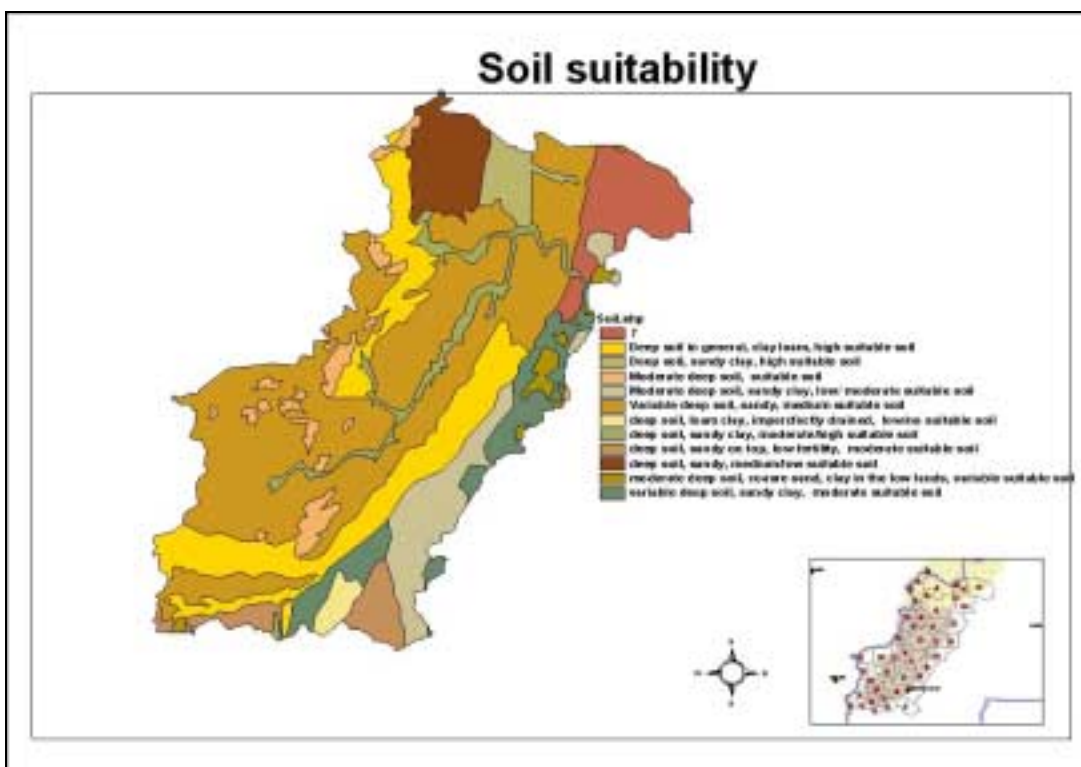 Soil suitability
Soil.shp
?
Deep soil in general, clay loam, high suitable soil
Deep soil, sandy clay, high suitable soil
Moderate deep soil, suitable soil
Moderate deep soil, sandy clay, low/ moderate suitable soil
Variable deep soil, sandy, medium suitable soil
deep soil, loam clay, imperfectly drained, low/no suitable soil
deep soil, sandy clay, moderate/high suitable soil
deep soil, sandy on top, low fertility, moderate suitable soil
deep soil, sandy, medium/low suitable soil
moderate deep soil, sand, clay in the low lands, variable suitable soil
variable deep soil, sandy clay, moderate suitable soil